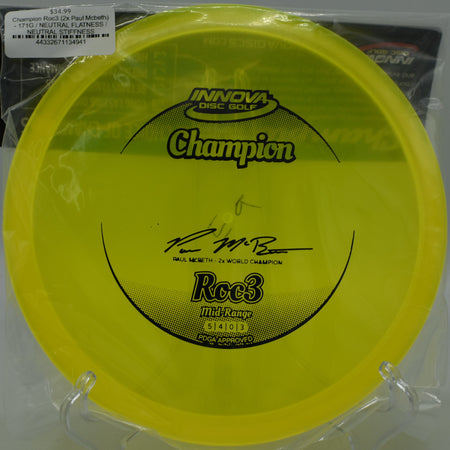 $34.99
Champion Roc3 (2x Paul Mcbeth)
- 171G / NEUTRAL FLATNESS /
NEUTRAL STIFFNESS
44332671134941
INNOVA
DISC GOLF
Champion
PAUL MCBETH - 2X WORLD CHAMPION
Roc3
Mid-Range
5 4 0 3
PDGA APPROVED